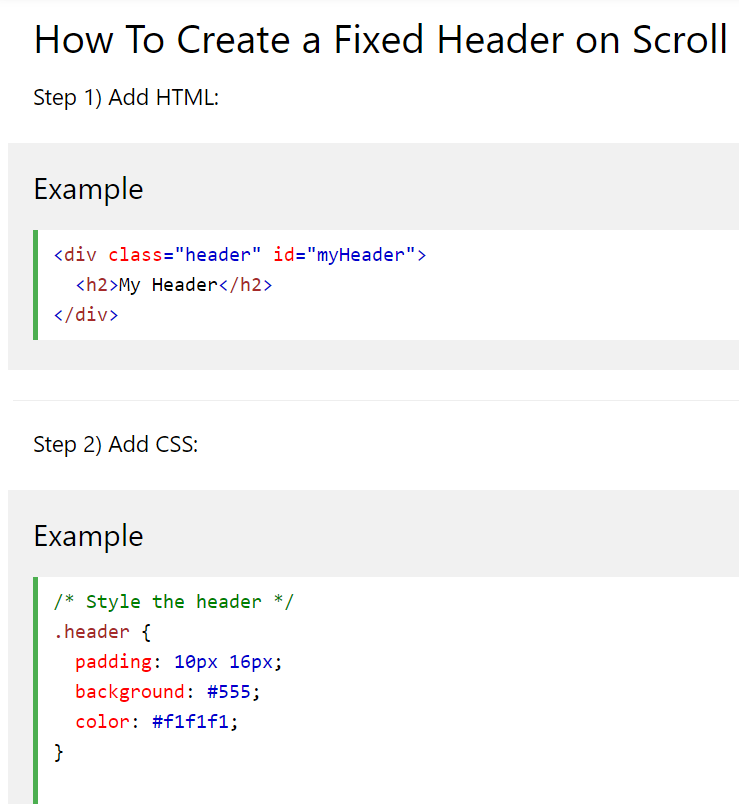 How To Create a Fixed Header on Scroll
Step 1) Add HTML:
Example
<div class="header" id="myHeader">
  <h2>My Header</h2>
</div>
Step 2) Add CSS:
Example
/* Style the header */
.header {
  padding: 10px 16px;
  background: #555;
  color: #f1f1f1;
}